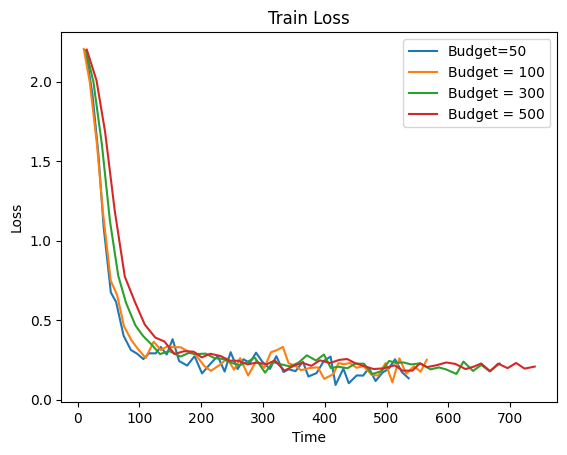 Train Loss
Budget=50
Budget = 100
Budget = 300
Budget = 500
2.0
1.5
1.0
0.5
0.0
Loss
0 100 200 300 400 500 600 700
Time